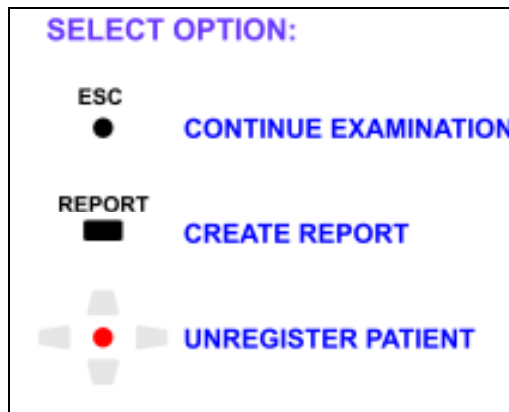 SELECT OPTION:
ESC
CONTINUE EXAMINATION
REPORT
CREATE REPORT
UNREGISTER PATIENT